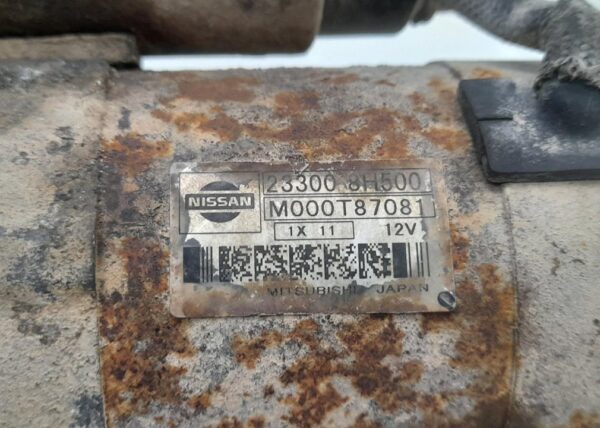 23300 8H500
NISSAN
M000T87081
1X 11 12V
MITSUBISHI JAPAN